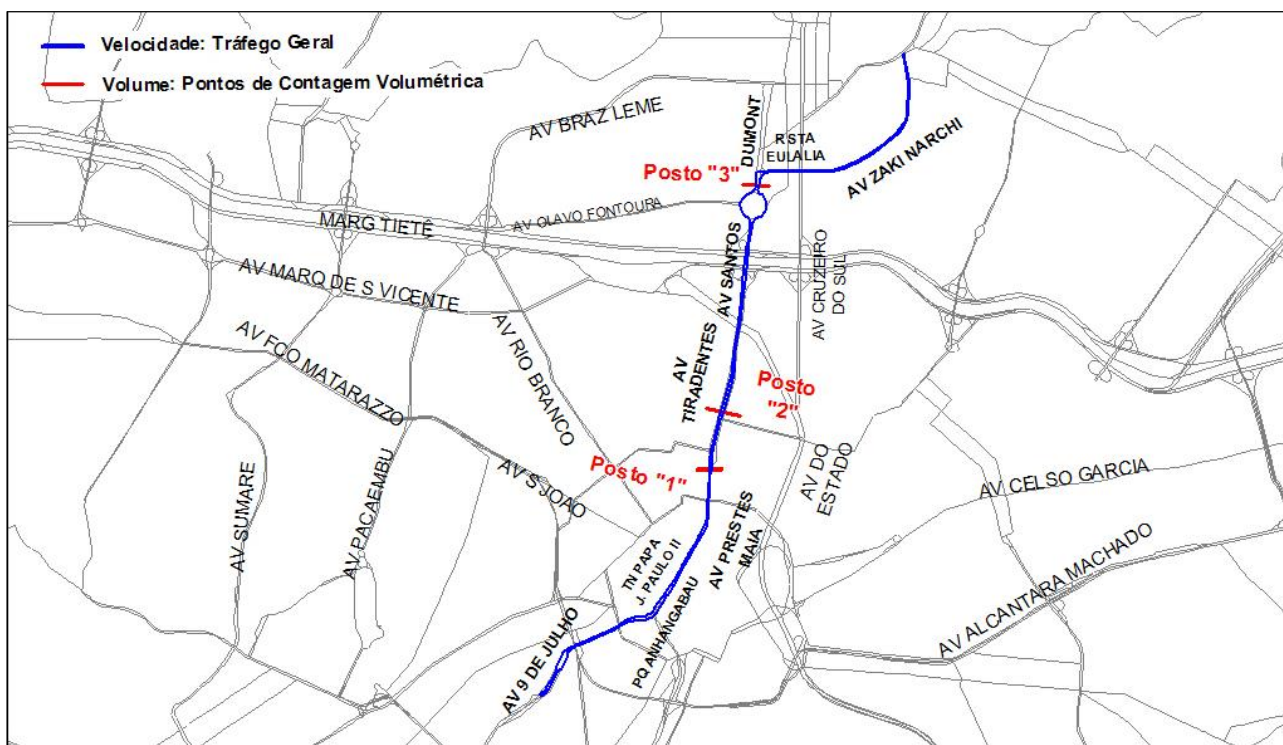 Velocidade: Tráfego Geral
Volume: Pontos de Contagem Volumétrica
AV BRAZ LEME
DUMONT
R STA
EULALIA
AV ZAKI NARCHI
Posto "3"
AV OLAVO FONTOURA
MARG TIETÊ
AV SANTOS
AV CRUZEIRO
DO SUL
AV MARQ DE S VICENTE
AV RIO BRANCO
AV FCO MATARAZZO
AV
TIRADENTES
Posto
"2"
AV SUMARE
AV PACAEMBU
AV S JOAO
Posto "1"
AV DO
ESTADO
AV CELSO GARCIA
AV PRESTES
MAIA
TN PAPA
J. PAULO II
PQ ANHANGABAU
AV 9 DE JULHO
AV ALCANTARA MACHADO